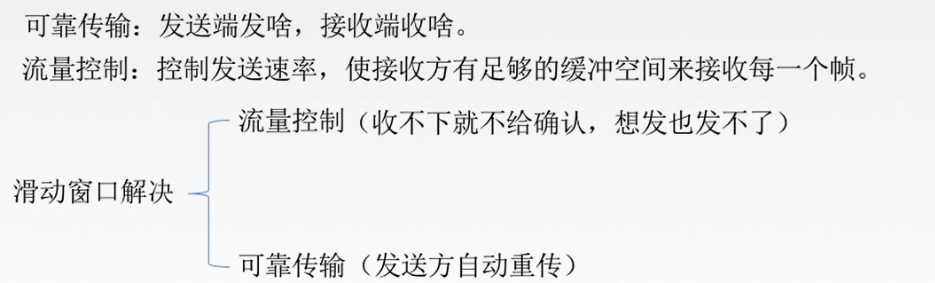 可靠传输：发送端发啥，接收端收啥。
流量控制：控制发送速率，使接收方有足够的缓冲空间来接收每一个帧。
流量控制（收不下就不给确认，想发也发不了）
滑动窗口解决
可靠传输（发送方自动重传）